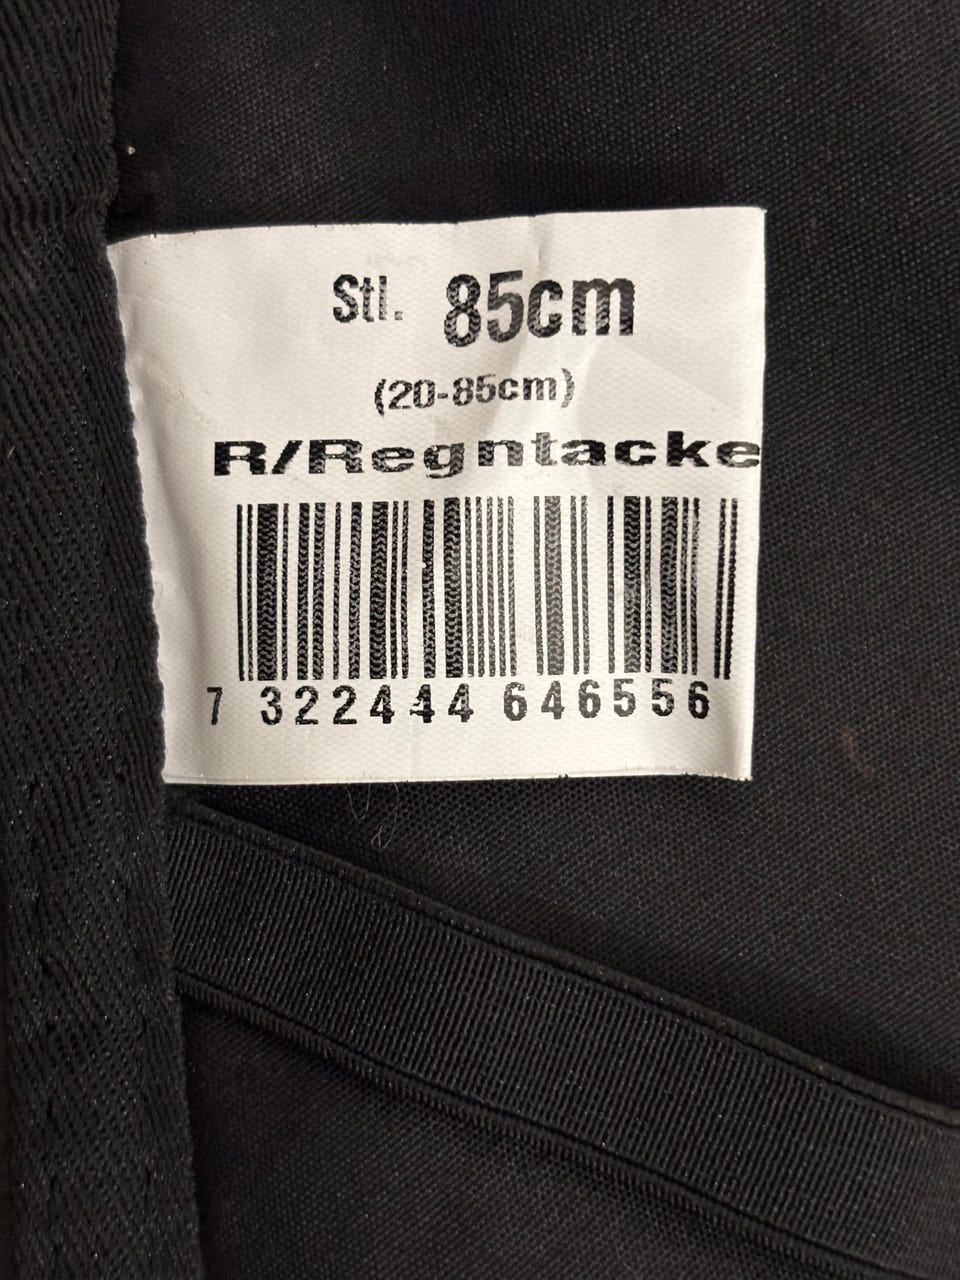 Stl. 85cm
(20-85cm)
R/Regntacke
7 322444 646556